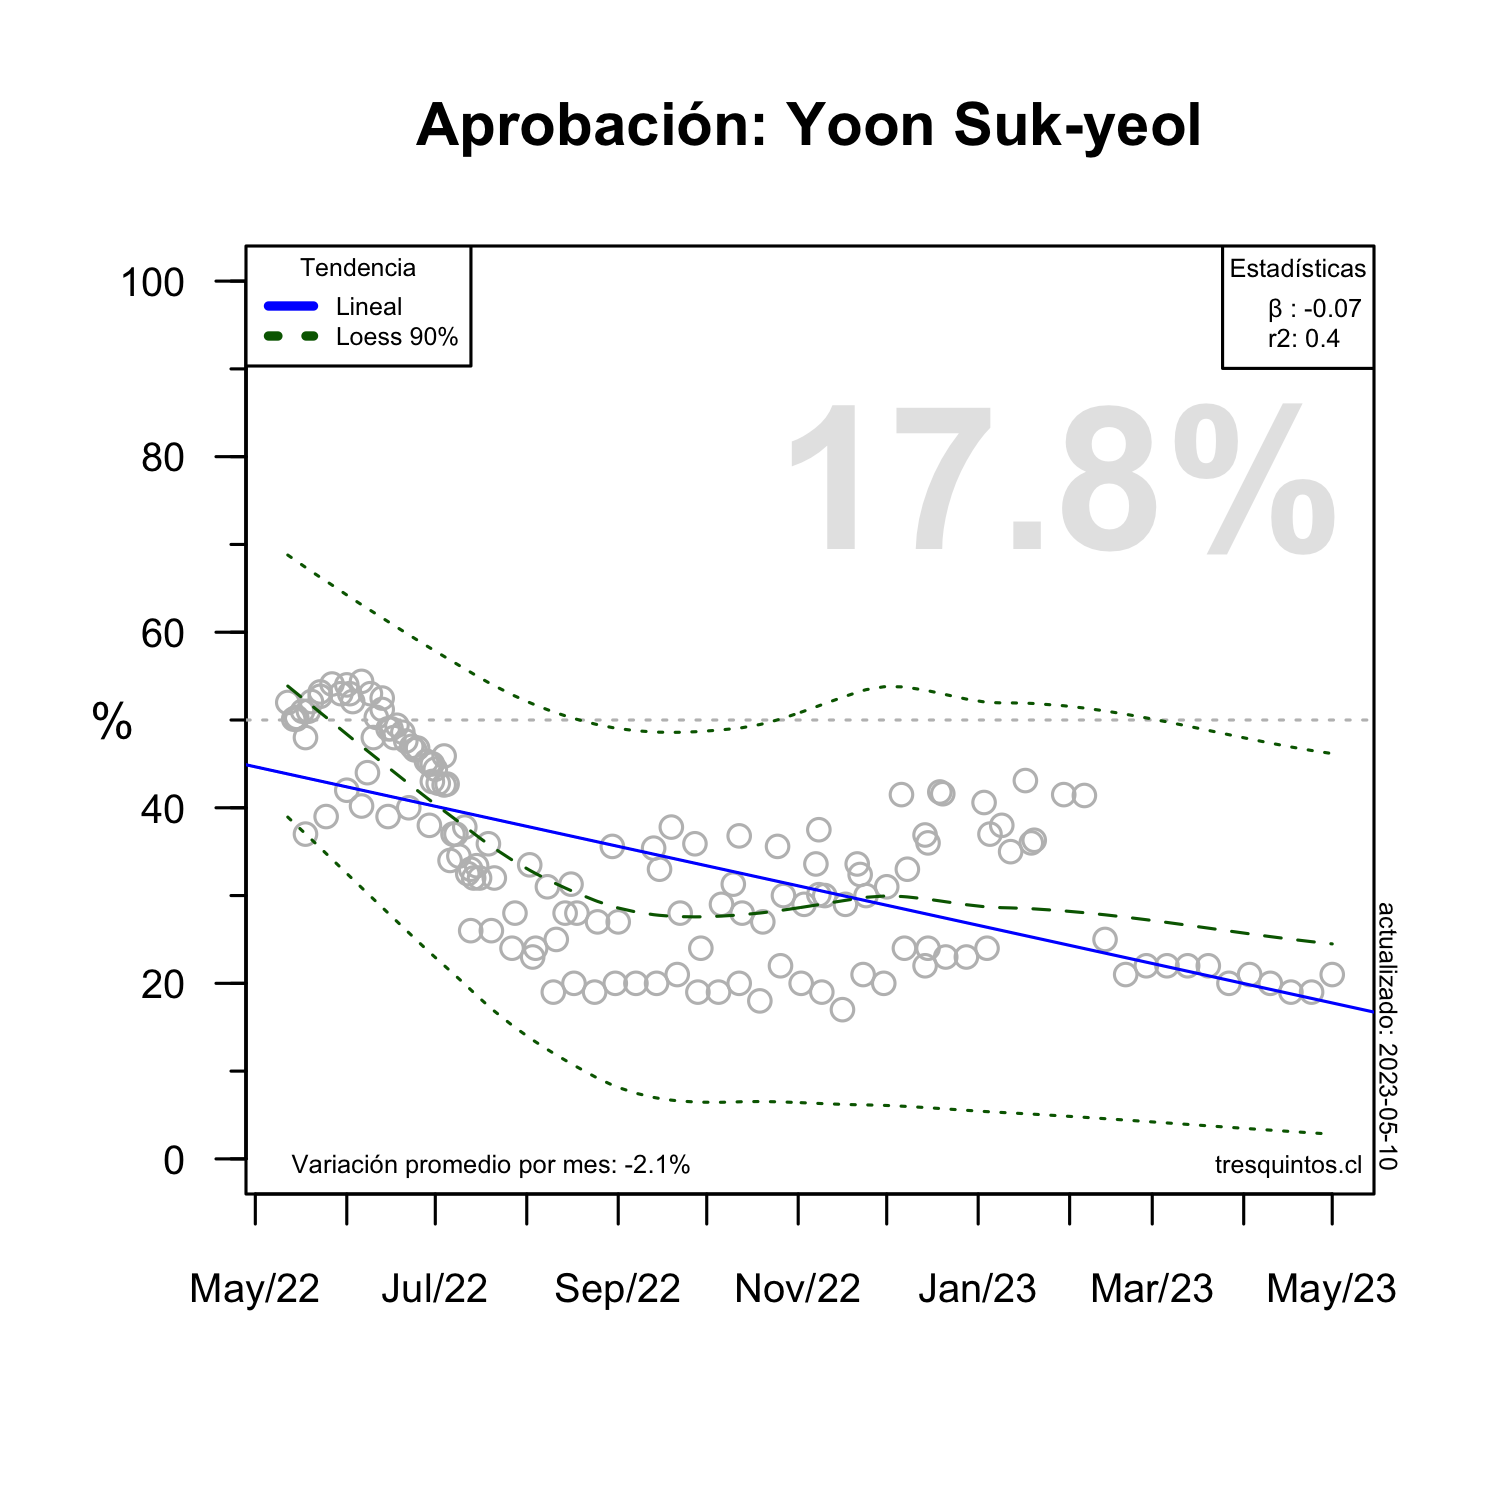 Aprobación: Yoon Suk-yeol
Tendencia
Lineal
Loess 90%
Estadísticas
β : -0.07
r2: 0.4
17.8%
100
80
60
%
40
20
0
actualizado: 2023-05-10
Variación promedio por mes: -2.1%
tresquintos.cl
May/22 Jul/22 Sep/22 Nov/22 Jan/23 Mar/23 May/23